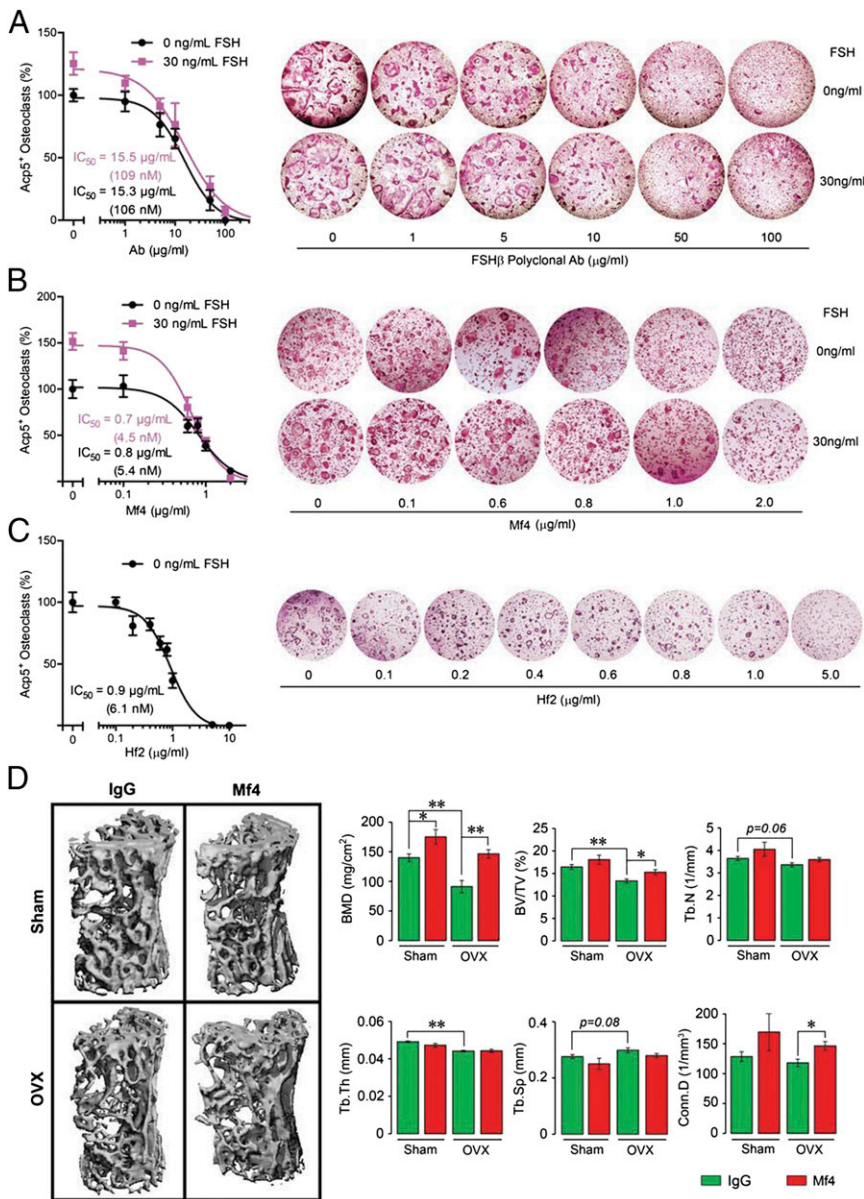 A
0 ng/mL FSH
30 ng/mL FSH
Acp5⁺ Osteoclasts (%)
150
100
50
0
IC₅₀ = 15.5 µg/mL
(109 nM)
IC₅₀ = 15.3 µg/mL
(106 nM)
0 1 10 100
Ab (µg/ml)
FSH
0ng/ml
30ng/ml
0 1 5 10 50 100
FSHβ Polyclonal Ab (µg/ml)
B
0 ng/mL FSH
30 ng/mL FSH
Acp5⁺ Osteoclasts (%)
200
150
100
50
IC₅₀ = 0.7 µg/mL
(4.5 nM)
IC₅₀ = 0.8 µg/mL
(5.4 nM)
0 0.1 1
Mf4 (µg/ml)
FSH
0ng/ml
30ng/ml
0 0.1 0.6 0.8 1.0 2.0
Mf4
(µg/ml)
C
0 ng/mL FSH
Acp5⁺ Osteoclasts (%)
150
100
50
IC₅₀ = 0.9 µg/mL
(6.1 nM)
0 0.1 1 10
Hf2 (µg/ml)
0 0.1 0.2 0.4 0.6 0.8 1.0 5.0
Hf2 (µg/ml)
D
IgG Mf4
Sham
OVX
BMD (mg/cm²)
200
150
100
50
0
** * **
Sham OVX
BV/TV (%)
25
20
15
10
5
0
** *
Sham OVX
Tb.N (1/mm)
5
4
3
2
1
0
p=0.06
Sham OVX
Tb.Th (mm)
0.06
0.04
0.02
0
**
Sham OVX
Tb.Sp (mm)
0.4
0.2
0
p=0.08
Sham OVX
Conn.D (1/mm³)
200
150
100
50
0
*
Sham OVX
IgG Mf4